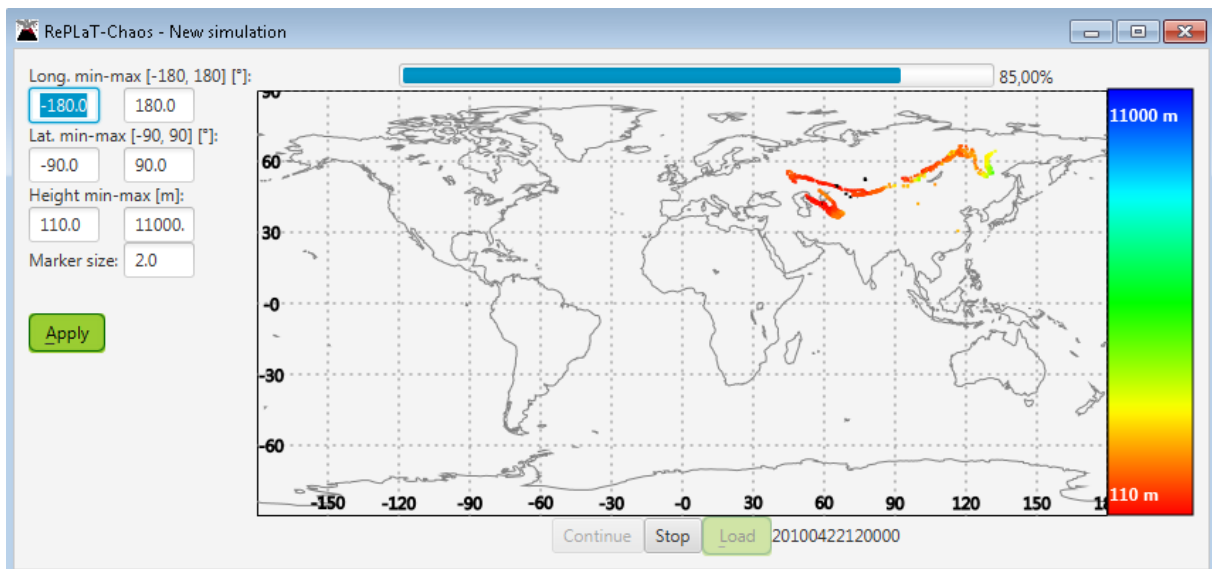 RePLaT-Chaos - New simulation
Long. min-max [-180, 180] [°]:
85,00%
-180.0 180.0
Lat. min-max [-90, 90] [°]:
-90.0 90.0
Height min-max [m]:
110.0 11000.
Marker size: 2.0
Apply
90
60
30
-0
-30
-60
-150 -120 -90 -60 -30 -0 30 60 90 120 150
11000 m
110 m
Continue Stop Load 20100422120000